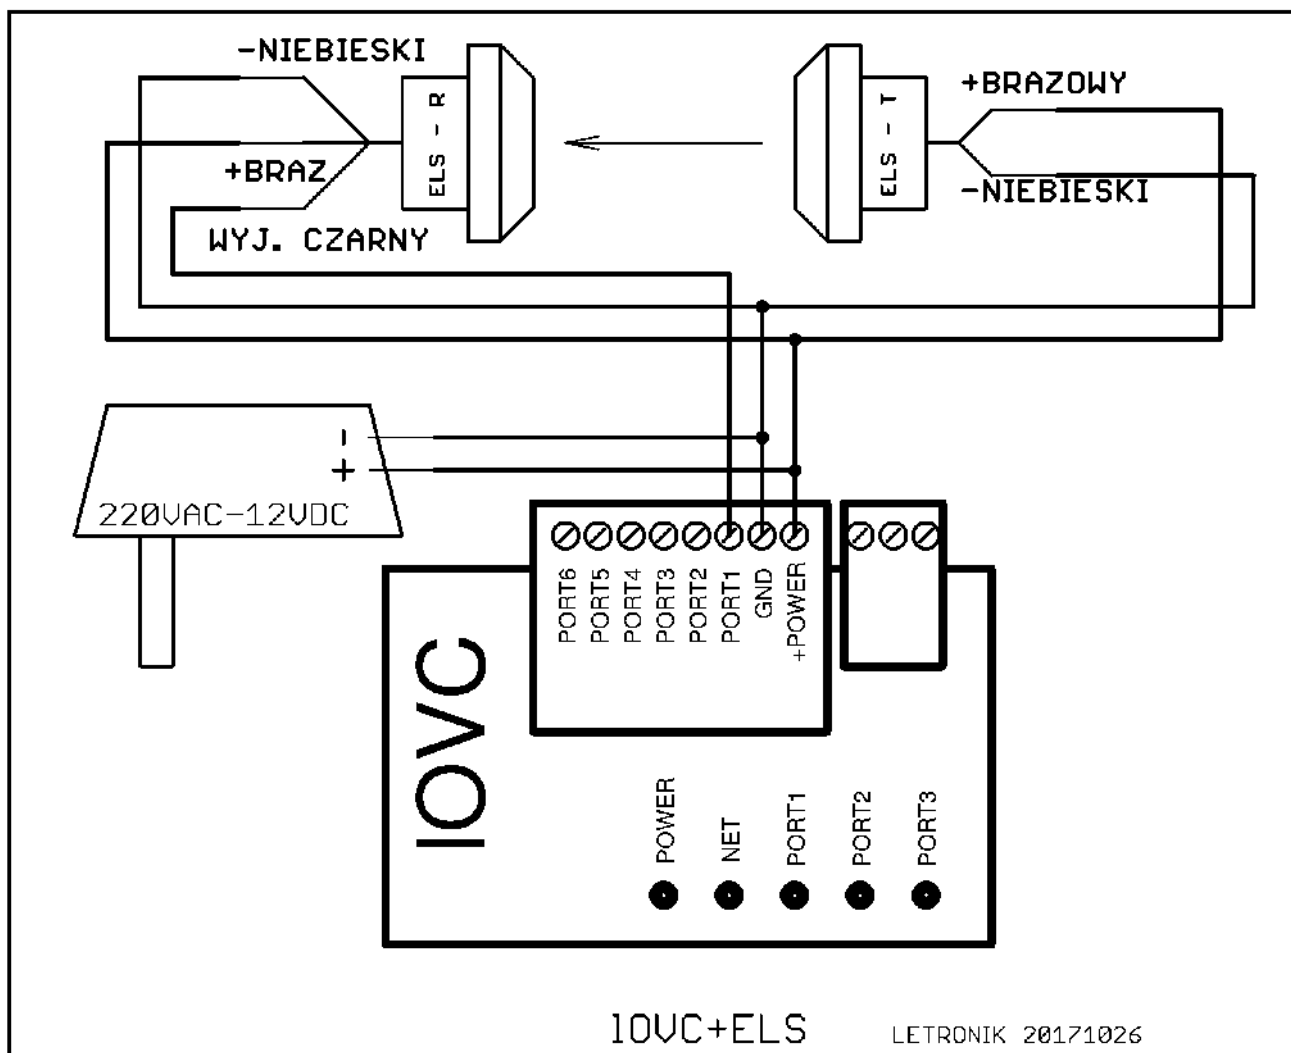 -NIEBIESKI
+BRAZ
WYJ. CZARNY
ELS - R
ELS - T
+BRAZOWY
-NIEBIESKI
-
+
220VAC-12VDC
PORT6
PORT5
PORT4
PORT3
PORT2
PORT1
GND
+POWER
IOVC
POWER
NET
PORT1
PORT2
PORT3
IOVC+ELS
LETRONIK 20171026